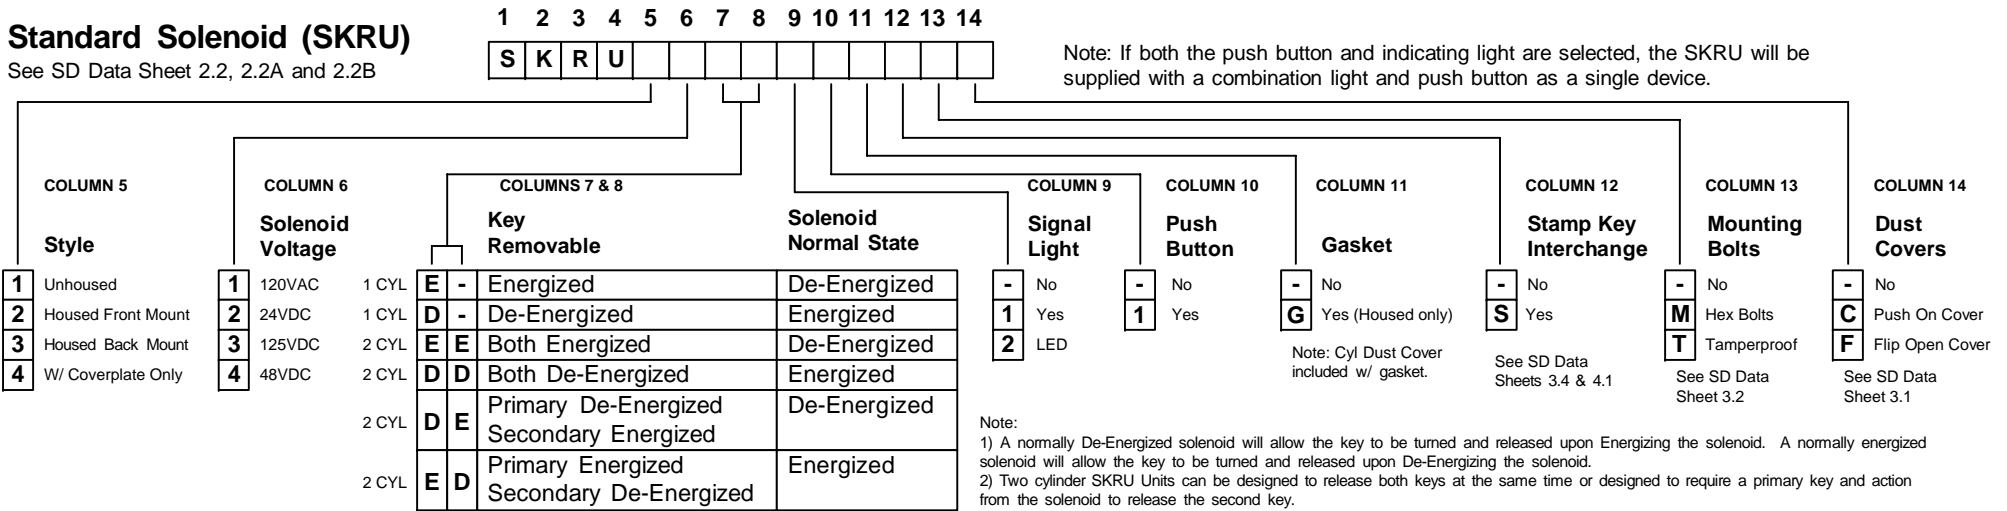 1 2 3 4 5 6 7 8 9 10 11 12 13 14
Standard Solenoid (SKRU)
See SD Data Sheet 2.2, 2.2A and 2.2B
S K R U
Note: If both the push button and indicating light are selected, the SKRU will be
supplied with a combination light and push button as a single device.
COLUMN 5
Style
1 Unhoused
2 Housed Front Mount
3 Housed Back Mount
4 W/ Coverplate Only
COLUMN 6
Solenoid
Voltage
1 120VAC
2 24VDC
3 125VDC
4 48VDC
COLUMNS 7 & 8
Key
Removable
Solenoid
Normal State
1 CYL E - Energized De-Energized
1 CYL D - De-Energized Energized
2 CYL E E Both Energized De-Energized
2 CYL D D Both De-Energized Energized
2 CYL D E Primary De-Energized De-Energized
Secondary Energized
2 CYL E D Primary Energized Energized
Secondary De-Energized
COLUMN 9
Signal
Light
- No
1 Yes
2 LED
COLUMN 10
Push
Button
- No
1 Yes
COLUMN 11
Gasket
- No
G Yes (Housed only)
Note: Cyl Dust Cover
included w/ gasket.
COLUMN 12
Stamp Key
Interchange
- No
S Yes
See SD Data
Sheets 3.4 & 4.1
COLUMN 13
Mounting
Bolts
- No
M Hex Bolts
T Tamperproof
See SD Data
Sheet 3.2
COLUMN 14
Dust
Covers
- No
C Push On Cover
F Flip Open Cover
See SD Data
Sheet 3.1
Note:
1) A normally De-Energized solenoid will allow the key to be turned and released upon Energizing the solenoid. A normally energized
solenoid will allow the key to be turned and released upon De-Energizing the solenoid.
2) Two cylinder SKRU Units can be designed to release both keys at the same time or designed to require a primary key and action
from the solenoid to release the second key.